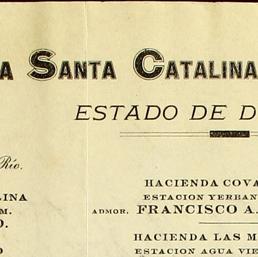 A SANTA CATALINA
ESTADO DE D
Río.
LINA
M.
O.
HACIENDA COVA
ESTACION YERBAN
ADMOR. FRANCISCO A.
HACIENDA LAS M
ESTACION AGUA VIE